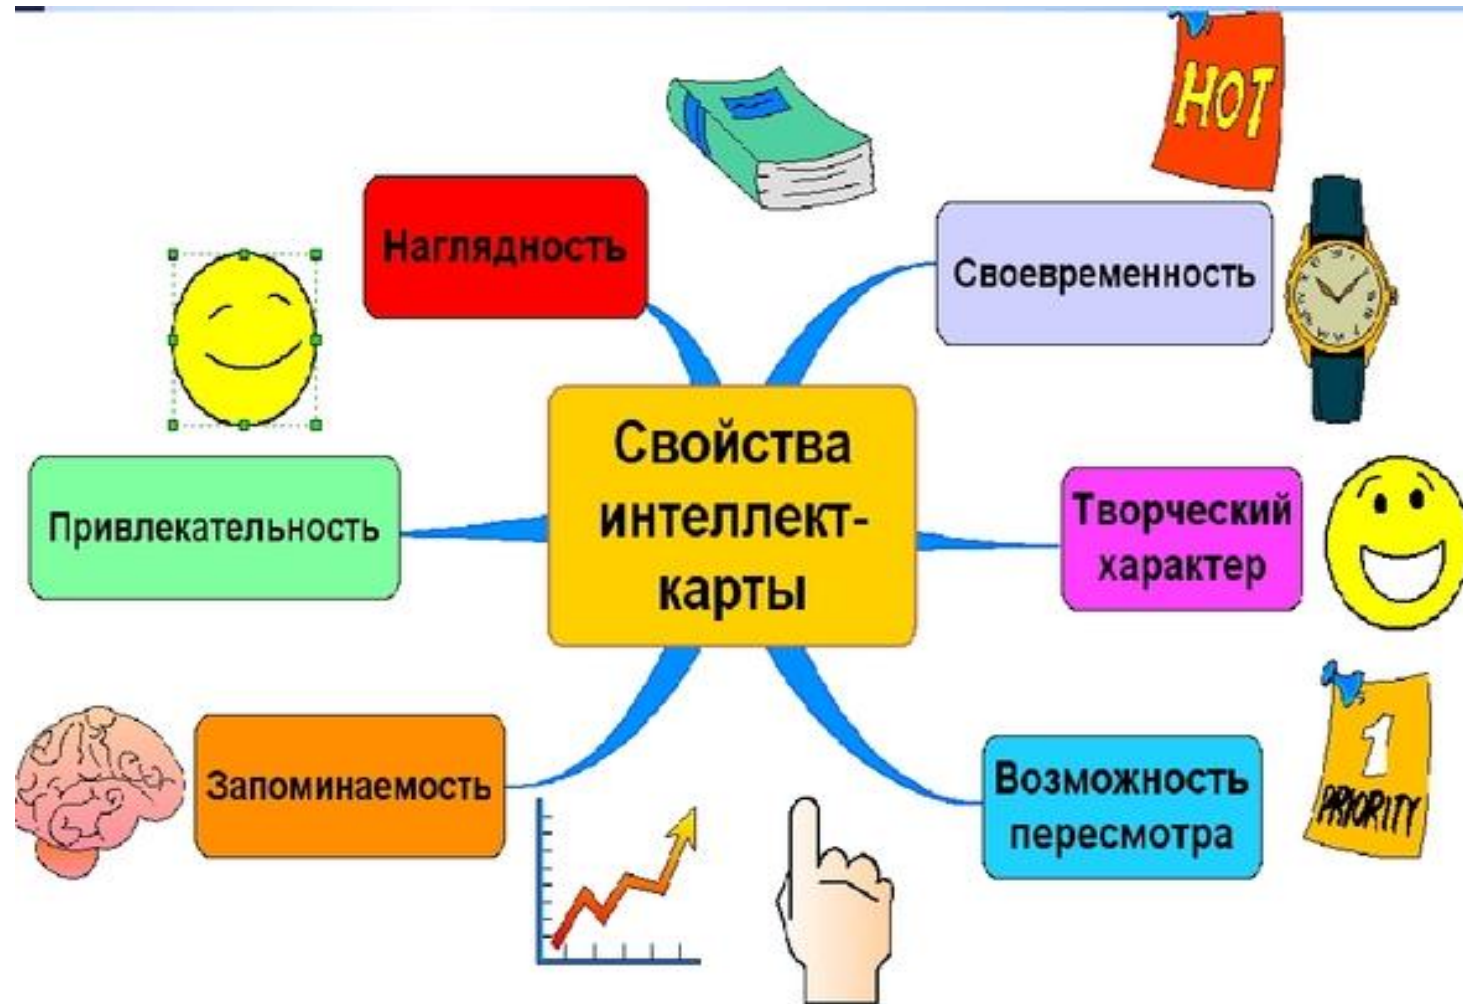 HOT
Наглядность
Своевременность
Свойства
интеллект-
карты
Привлекательность
Творческий
характер
Запоминаемость
Возможность
пересмотра
1
PRIORITY